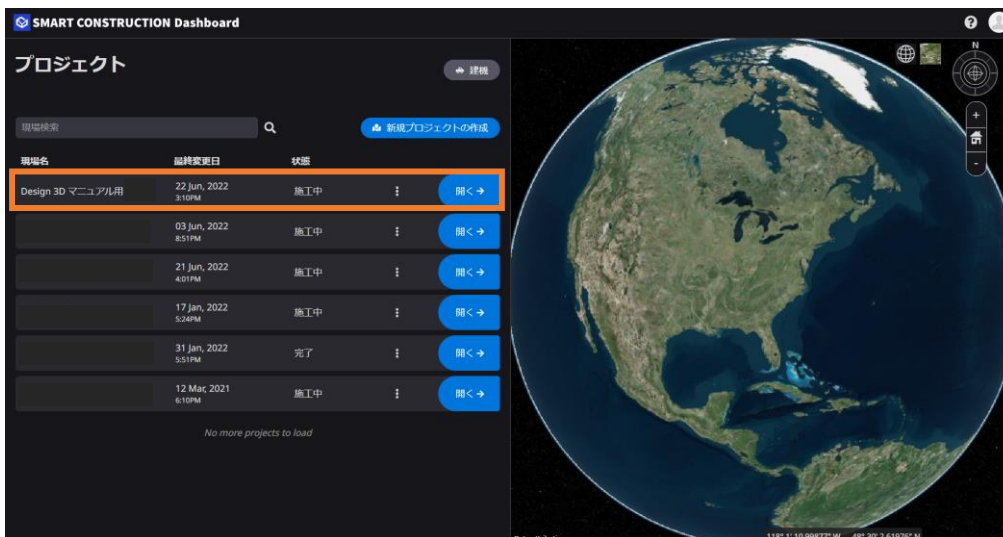 SMART CONSTRUCTION Dashboard
?
プロジェクト
建機
現場検索
新規プロジェクトの作成
現場名 最終変更日 状態
Design 3D マニュアル用 22 Jun, 2022 施工中 開く→
3:10PM
03 Jun, 2022 施工中 開く→
8:51PM
21 Jun, 2022 施工中 開く→
4:01PM
17 Jan, 2022 施工中 開く→
5:24PM
31 Jan, 2022 完了 開く→
5:51PM
12 Mar, 2021 施工中 開く→
6:10PM
No more projects to load
N
+
-